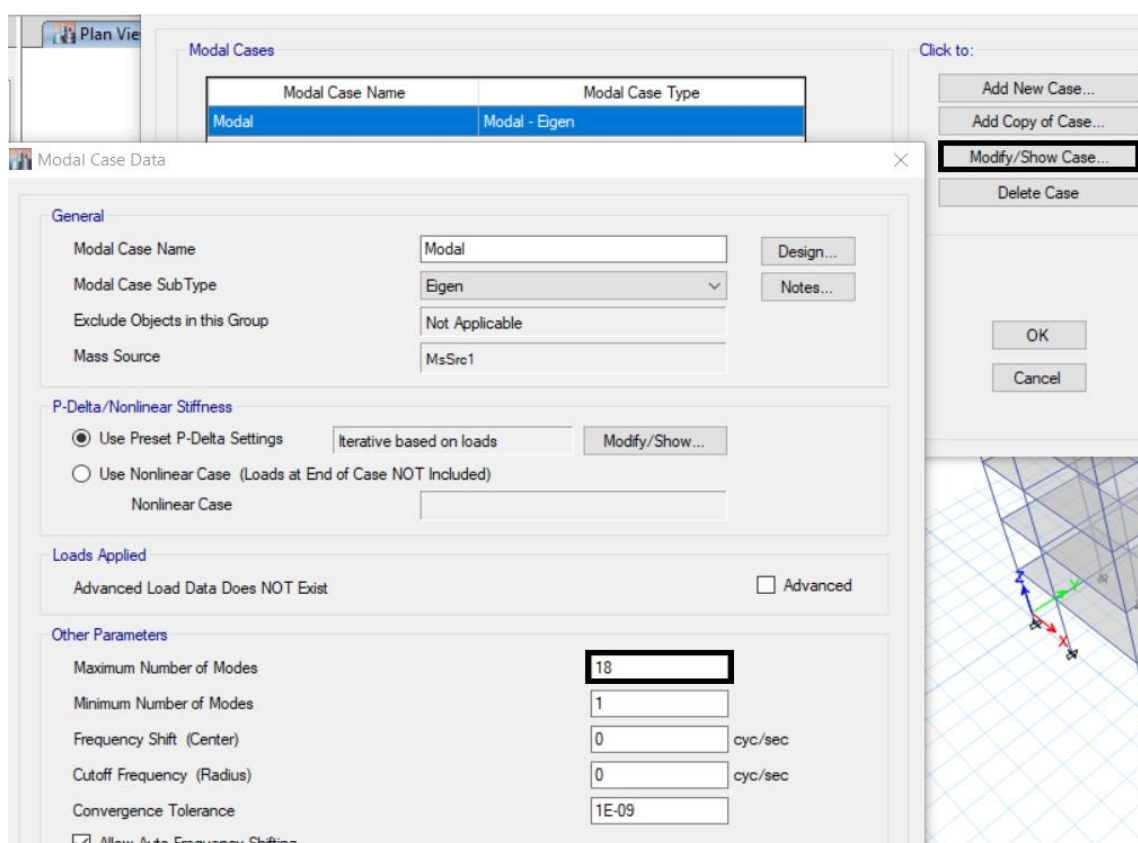 Plan Vie
Modal Cases
Click to:
Modal Case Name Modal Case Type
Add New Case...
Modal Modal - Eigen
Add Copy of Case...
Modify/Show Case...
Delete Case
OK
Cancel
Modal Case Data
General
Modal Case Name Modal Design...
Modal Case SubType Eigen Notes...
Exclude Objects in this Group Not Applicable
Mass Source MsSrc1
P-Delta/Nonlinear Stiffness
Use Preset P-Delta Settings Iterative based on loads Modify/Show...
Use Nonlinear Case (Loads at End of Case NOT Included)
Nonlinear Case
Loads Applied
Advanced Load Data Does NOT Exist Advanced
Other Parameters
Maximum Number of Modes 18
Minimum Number of Modes 1
Frequency Shift (Center) 0 cyc/sec
Cutoff Frequency (Radius) 0 cyc/sec
Convergence Tolerance 1E-09
Allow Auto Frequency Shifting
Z
Y
X